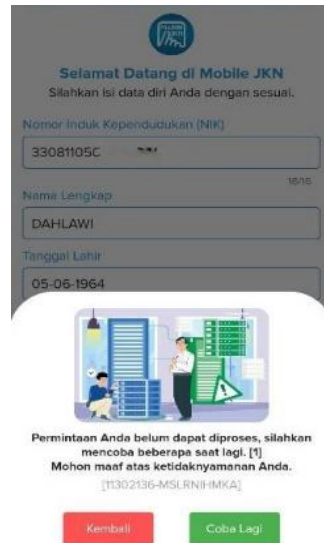 Selamat Datang di Mobile JKN
Silahkan isi data diri Anda dengan sesuai.
Nomor Induk Kependudukan (NIK)
33081105
16/16
Nama Lengkap
DAHLAWI
Tanggal Lahir
05-06-1964
Permintaan Anda belum dapat diproses, silahkan
mencoba beberapa saat lagi. [1]
Mohon maaf atas ketidaknyamanan Anda.
[11302136-MSLRNIHMKA]
Kembali
Coba Lagi